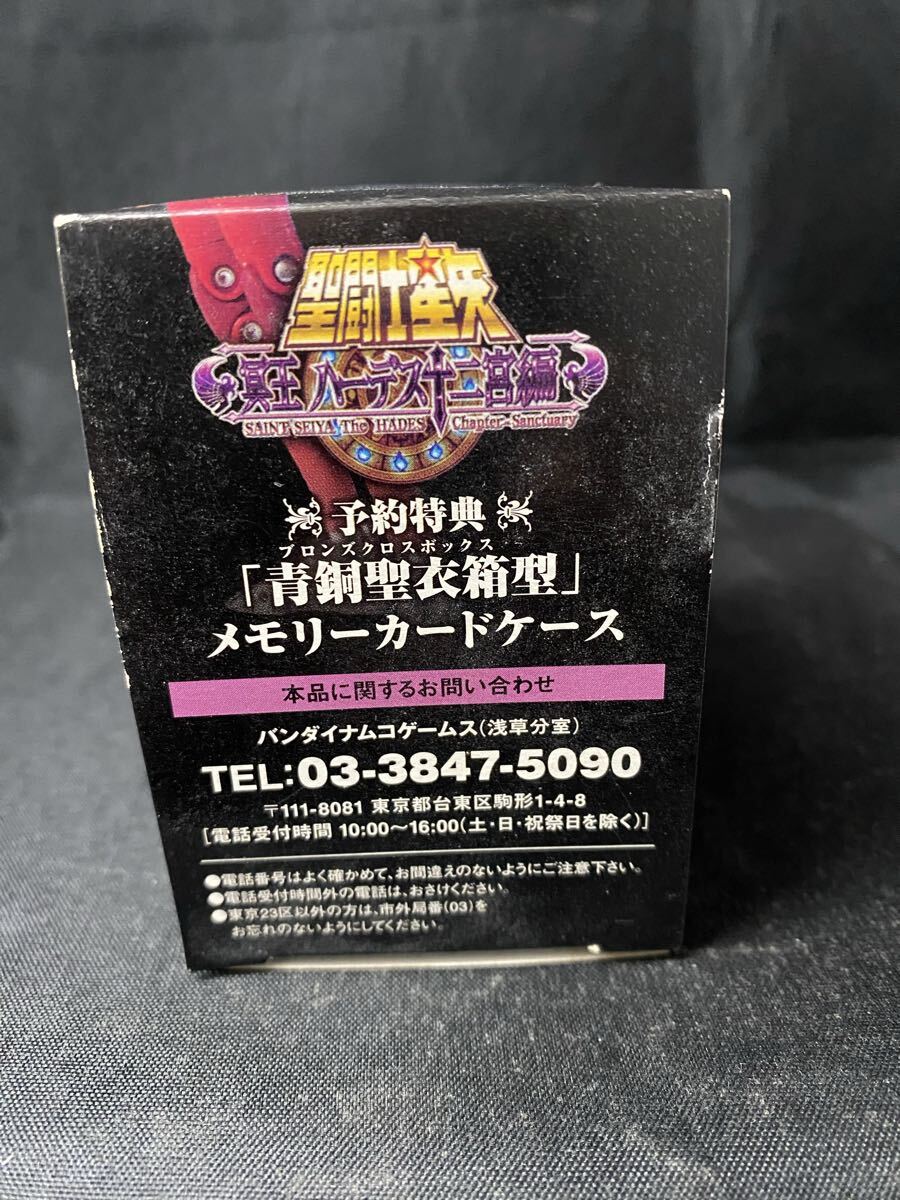 聖闘士星矢
冥王 ハーデス十二宮編
SAINT SEIYA The HADES Chapter-Sanctuary
予約特典
ブロンズクロスボックス
「青銅聖衣箱型」
メモリーカードケース
本品に関するお問い合わせ
バンダイナムコゲームス(浅草分室)
TEL:03-3847-5090
〒111-8081 東京都台東区駒形1-4-8
[電話受付時間 10:00～16:00(土・日・祝祭日を除く)]
●電話番号はよく確かめて、お間違えのないようにご注意下さい。
●電話受付時間外の電話は、おさけください。
●東京23区以外の方は、市外局番(03)を
お忘れのないようにしてください。